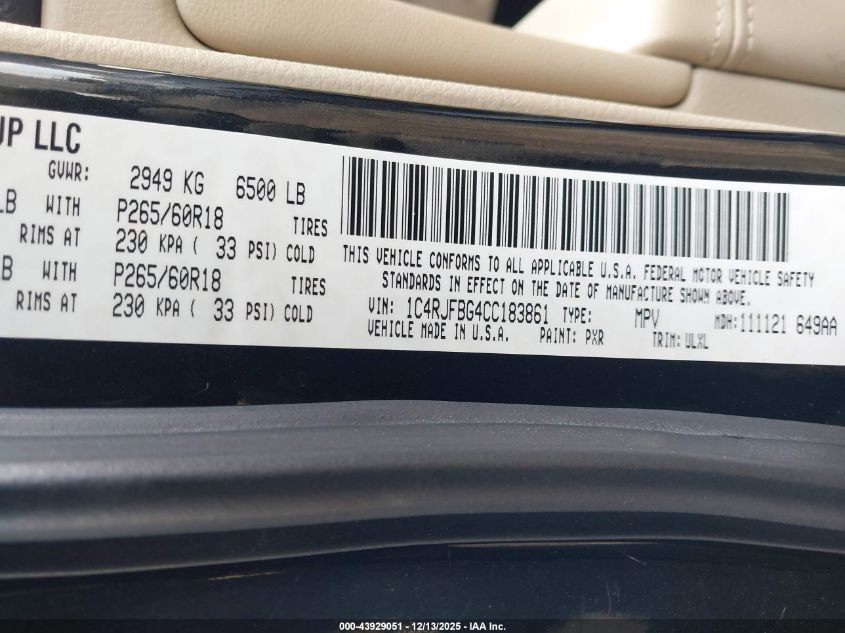 UP LLC
GVWR: 2949 KG 6500 LB
LB WITH P265/60R18 TIRES
RIMS AT 230 KPA ( 33 PSI) COLD
LB WITH P265/60R18 TIRES
RIMS AT 230 KPA ( 33 PSI) COLD
THIS VEHICLE CONFORMS TO ALL APPLICABLE U.S.A. FEDERAL MOTOR VEHICLE SAFETY
STANDARDS IN EFFECT ON THE DATE OF MANUFACTURE SHOWN ABOVE.
VIN: 1C4RJFBG4CC183861 TYPE: MPV MDH:111121 649AA
VEHICLE MADE IN U.S.A. PAINT: PXR TRIM: ULXL
000-43929051 - 12/13/2025 - IAA Inc.